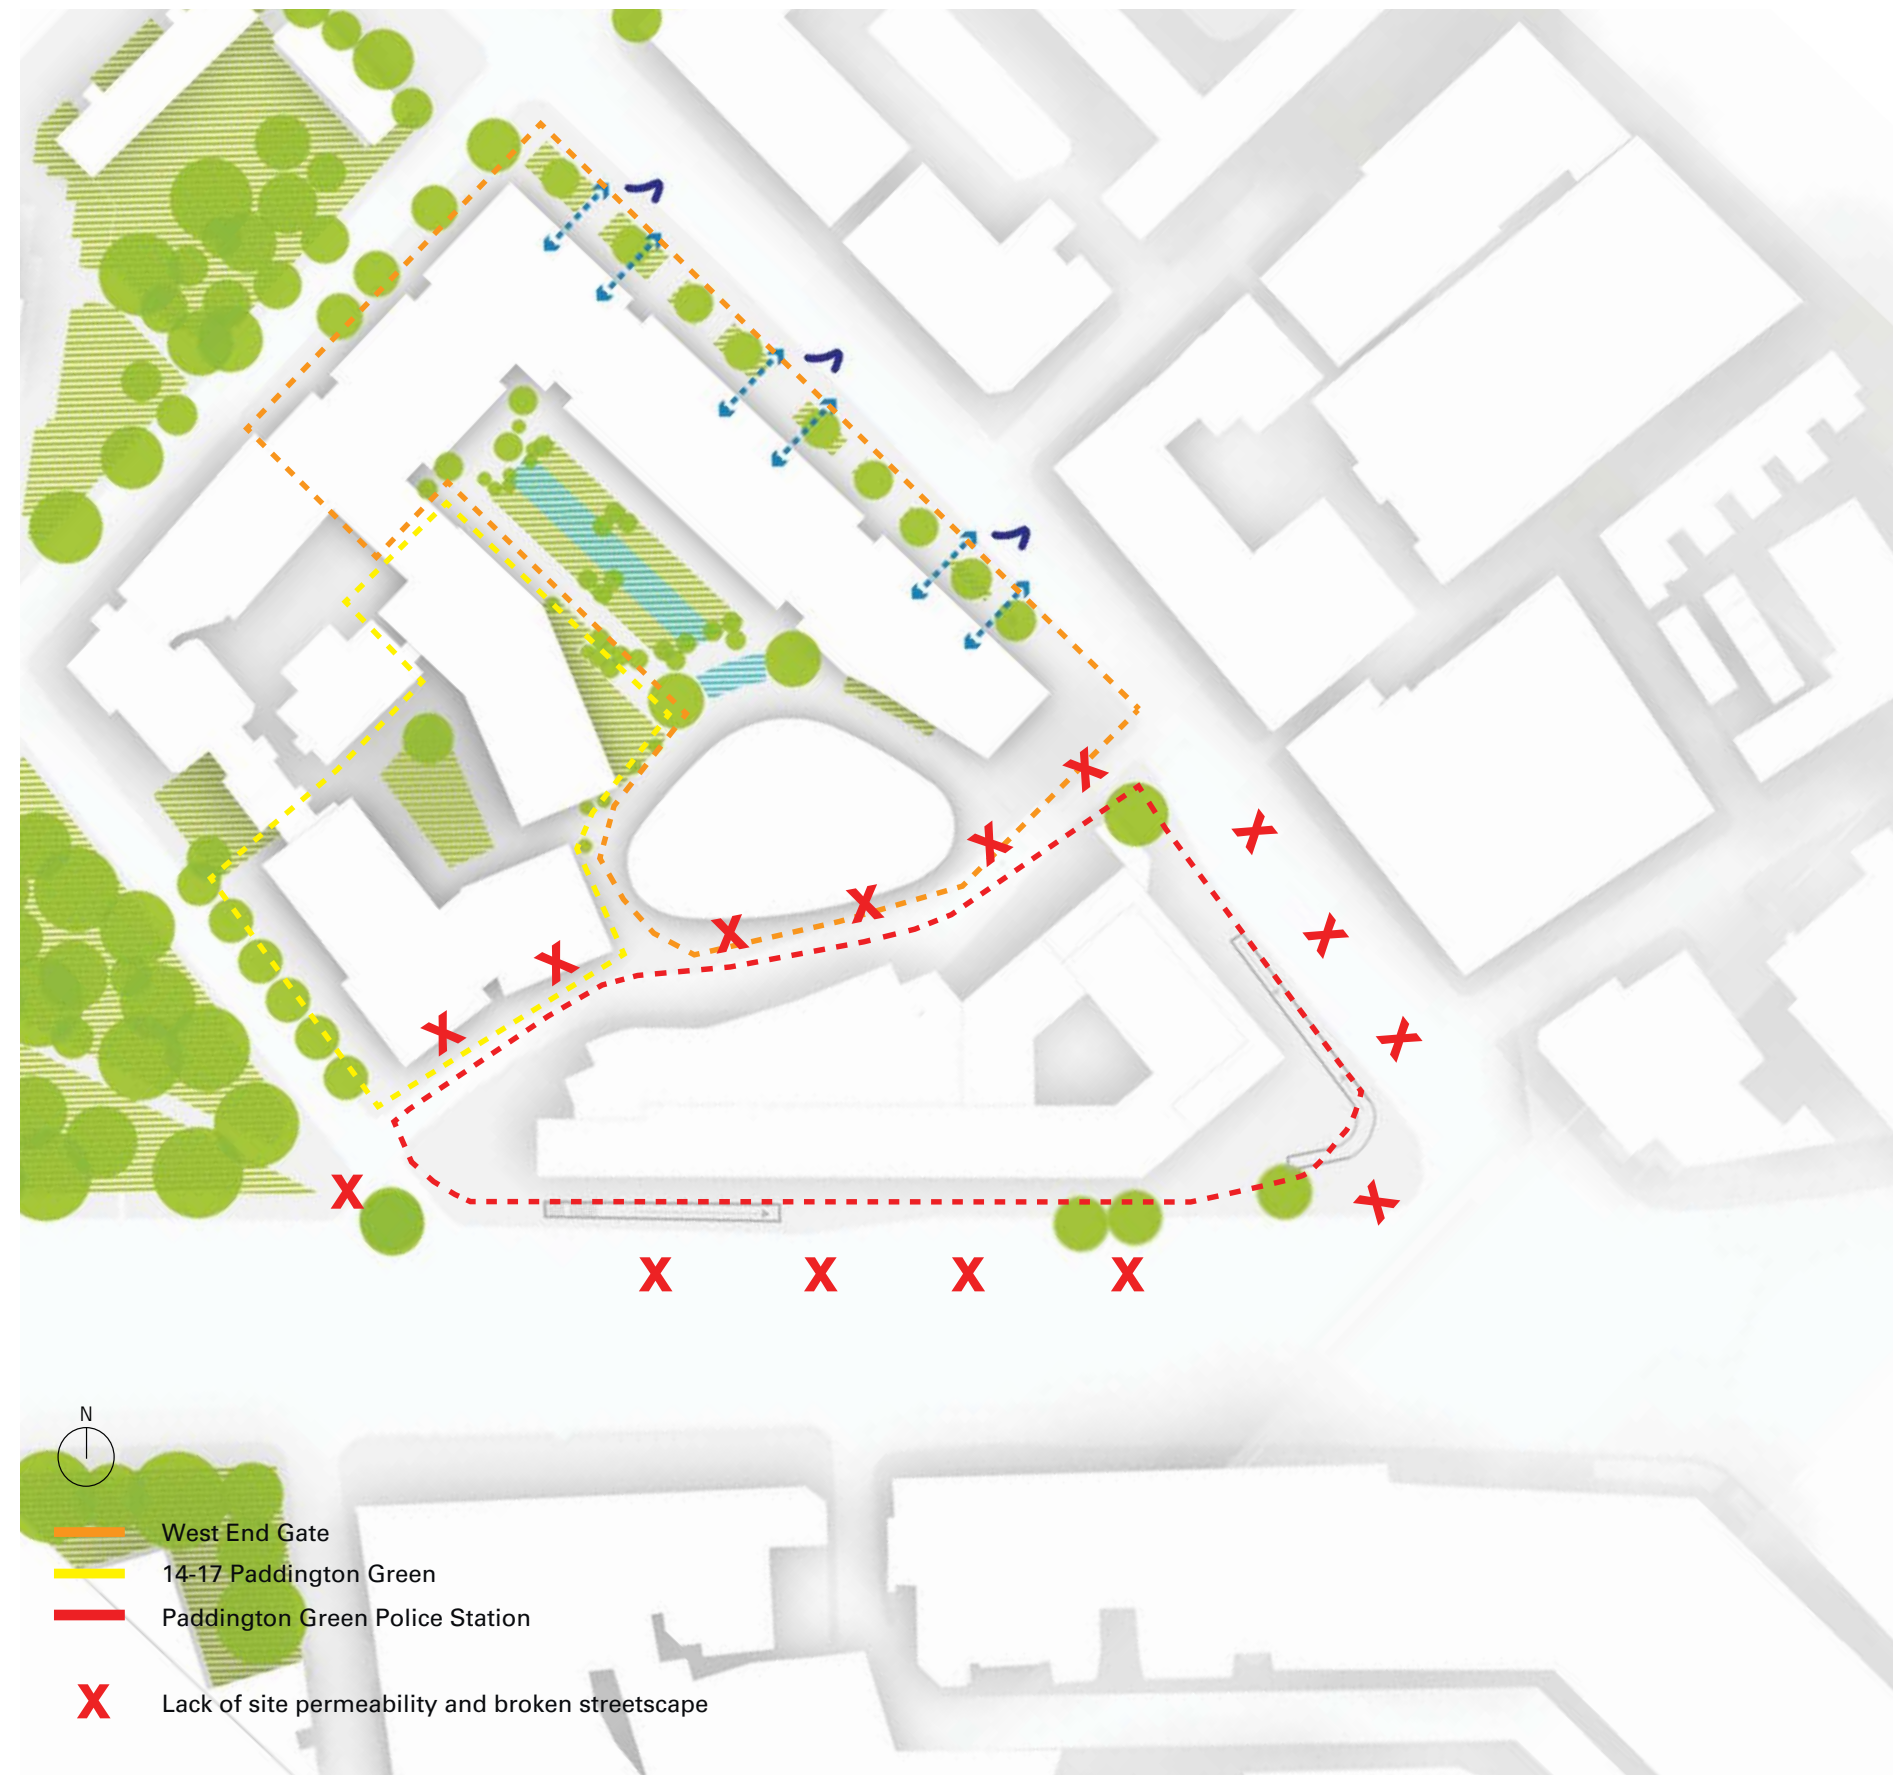 N
West End Gate
14-17 Paddington Green
Paddington Green Police Station
X Lack of site permeability and broken streetscape